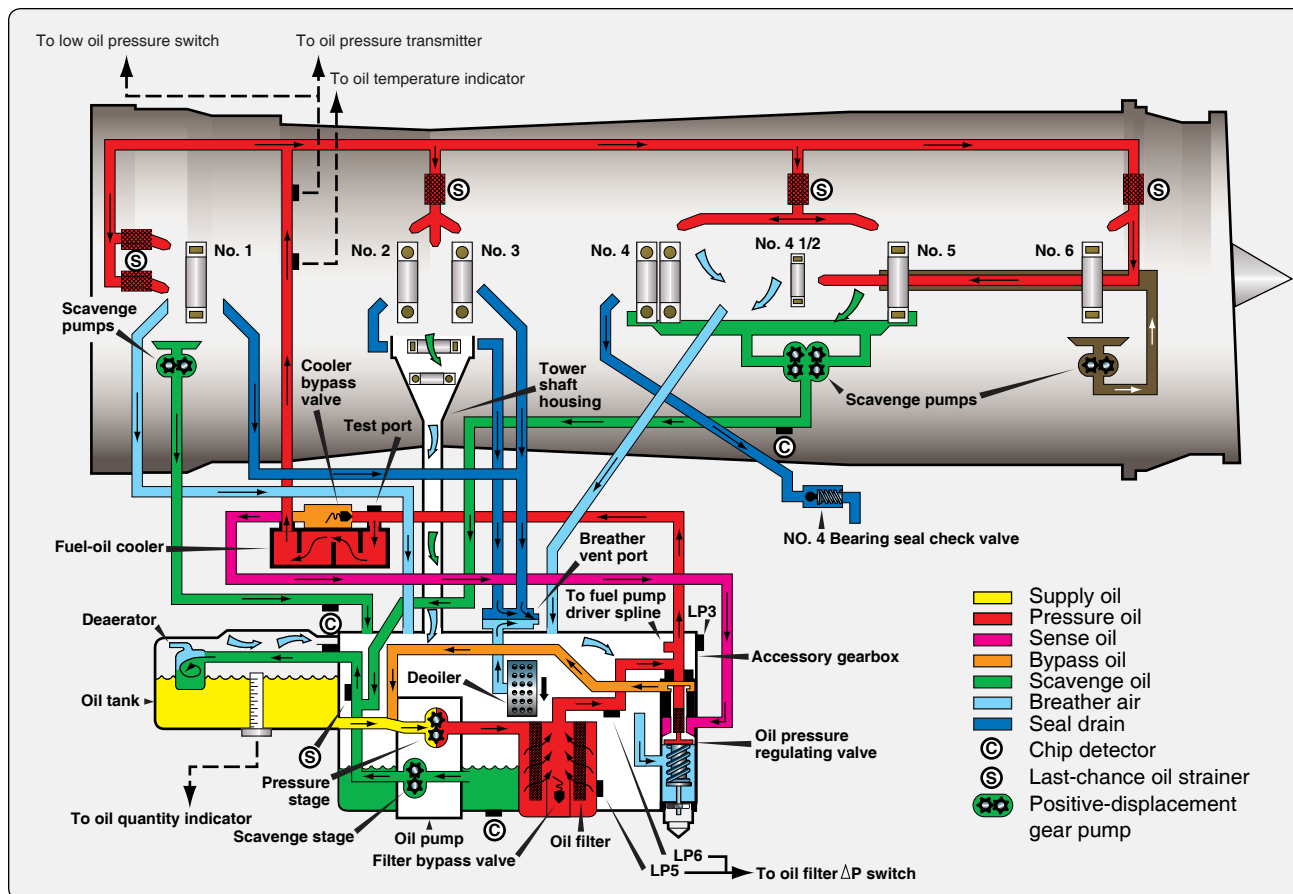 To low oil pressure switch
To oil pressure transmitter
To oil temperature indicator
S
S
S
No. 1
No. 2
No. 3
No. 4
No. 4 1/2
No. 5
No. 6
S
Scavenge
pumps
Cooler
bypass
valve
Tower
shaft
housing
Scavenge pumps
Test port
C
Fuel-oil cooler
Breather
vent port
NO. 4 Bearing seal check valve
To fuel pump
driver spline
LP3
C
Deaerator
Accessory gearbox
Deoiler
Oil tank
Oil pressure
regulating valve
S
Pressure
stage
To oil quantity indicator
Scavenge stage
Oil pump
C
Filter bypass valve
Oil filter
LP6
LP5
To oil filter ΔP switch
Supply oil
Pressure oil
Sense oil
Bypass oil
Scavenge oil
Breather air
Seal drain
C Chip detector
S Last-chance oil strainer
Positive-displacement
gear pump